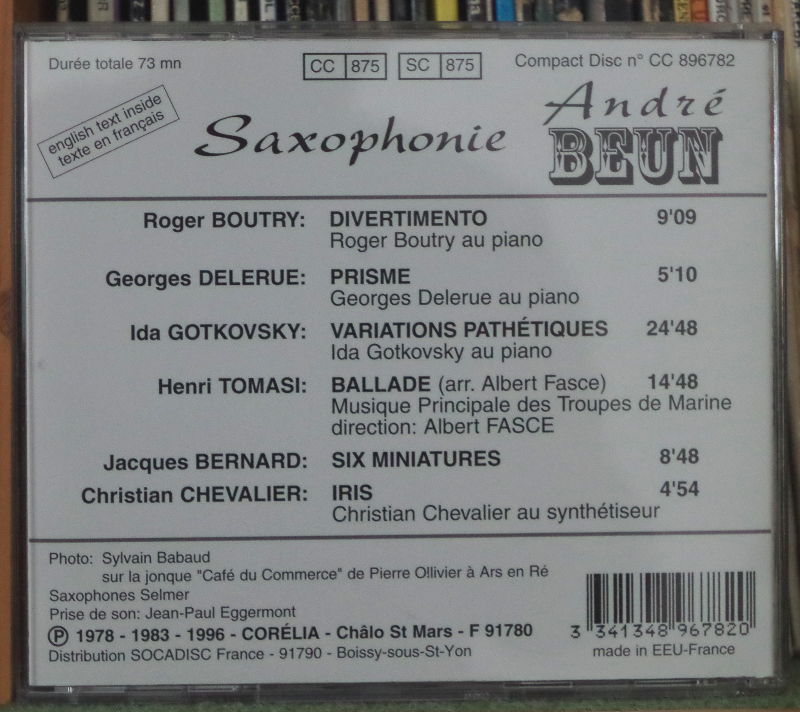 Durée totale 73 mn
CC 875 SC 875
Compact Disc n° CC 896782
english text inside
texte en français
Saxophonie
André
BEUN
Roger BOUTRY: DIVERTIMENTO 9'09
Roger Boutry au piano
Georges DELERUE: PRISME 5'10
Georges Delerue au piano
Ida GOTKOVSKY: VARIATIONS PATHÉTIQUES 24'48
Ida Gotkovsky au piano
Henri TOMASI: BALLADE (arr. Albert Fasce) 14'48
Musique Principale des Troupes de Marine
direction: Albert FASCE
Jacques BERNARD: SIX MINIATURES 8'48
Christian CHEVALIER: IRIS 4'54
Christian Chevalier au synthétiseur
Photo: Sylvain Babaud
sur la jonque "Café du Commerce" de Pierre Ollivier à Ars en Ré
Saxophones Selmer
Prise de son: Jean-Paul Eggermont
℗ 1978 - 1983 - 1996 - CORÉLIA - Châlo St Mars - F 91780
Distribution SOCADISC France - 91790 - Boissy-sous-St-Yon
3 341348 967820
made in EEU-France